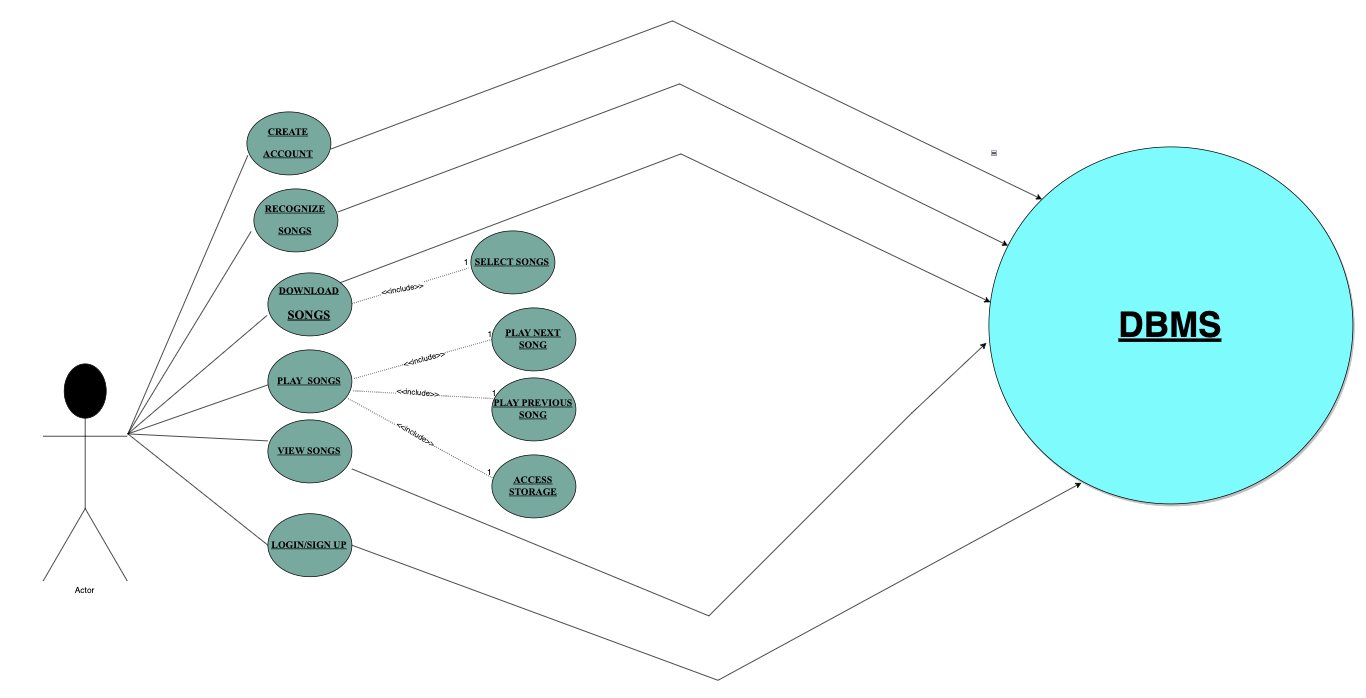 CREATE
ACCOUNT
RECOGNIZE
SONGS
DOWNLOAD
SONGS
<<include>>
1
SELECT SONGS
PLAY SONGS
<<include>>
1
PLAY NEXT
SONG
<<include>>
1
PLAY PREVIOUS
SONG
<<include>>
1
ACCESS
STORAGE
VIEW SONGS
LOGIN/SIGN UP
Actor
DBMS